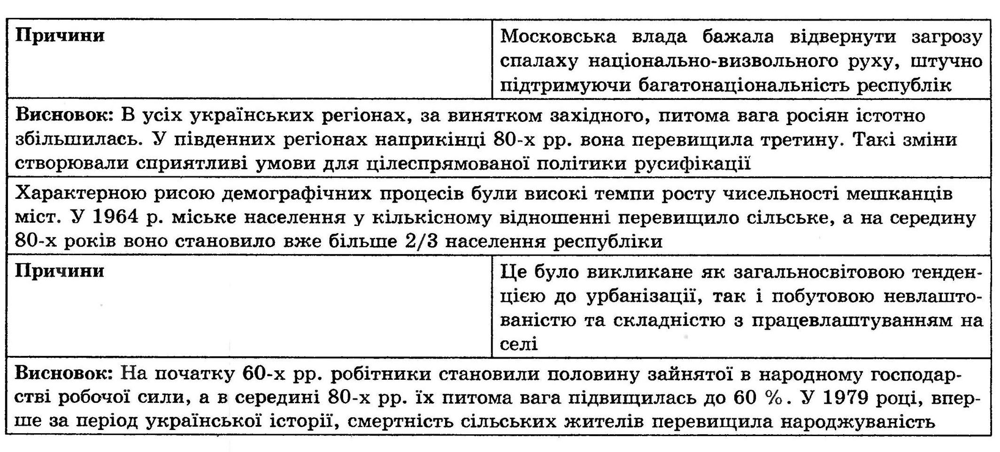 Причини
Московська влада бажала відвернути загрозу
спалаху національно-визвольного руху, штучно
підтримуючи багатонаціональність республік
Висновок: В усіх українських регіонах, за винятком західного, питома вага росіян істотно
збільшилась. У південних регіонах наприкінці 80-х рр. вона перевищила третину. Такі зміни
створювали сприятливі умови для цілеспрямованої політики русифікації
Характерною рисою демографічних процесів були високі темпи росту чисельності мешканців
міст. У 1964 р. міське населення у кількісному відношенні перевищило сільське, а на середину
80-х років воно становило вже більше 2/3 населення республіки
Причини
Це було викликане як загальносвітовою тенден-
цією до урбанізації, так і побутовою невлашто-
ваністю та складністю з працевлаштуванням на
селі
Висновок: На початку 60-х рр. робітники становили половину зайнятої в народному господар-
стві робочої сили, а в середині 80-х рр. їх питома вага підвищилась до 60 %. У 1979 році, впер-
ше за період української історії, смертність сільських жителів перевищила народжуваність